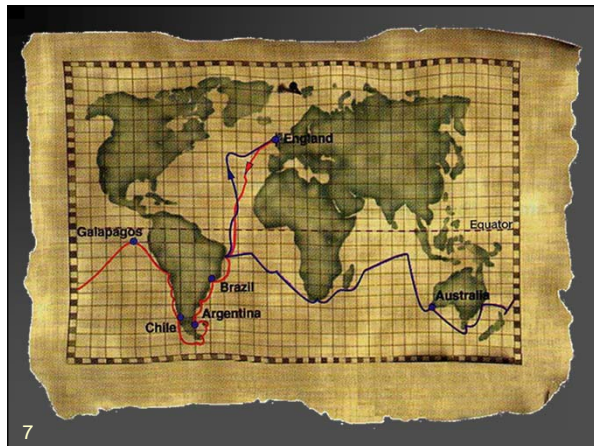 England
Galapagos
Equator
Brazil
Australia
Argentina
Chile
7